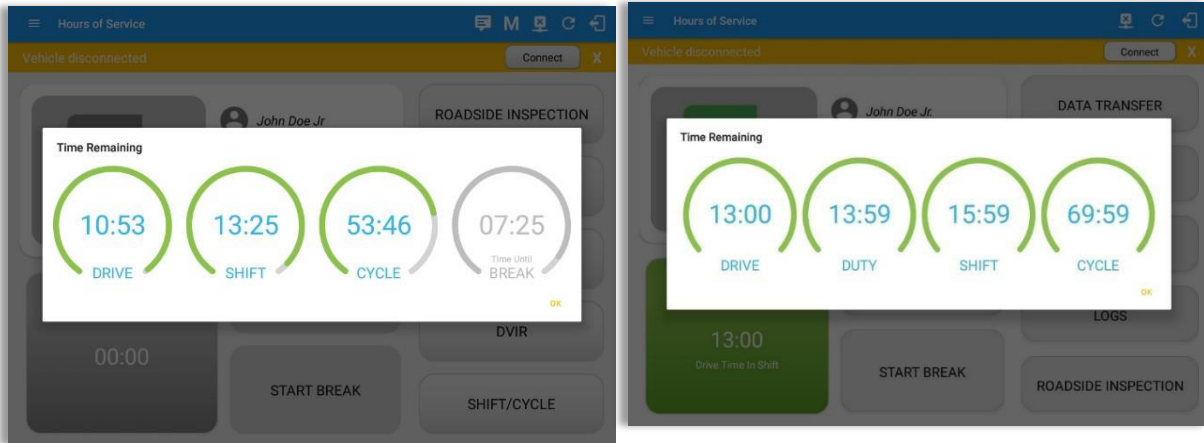 Hours of Service
M
Vehicle disconnected
Connect
X
John Doe Jr
ROADSIDE INSPECTION
Time Remaining
10:53
DRIVE
13:25
SHIFT
53:46
CYCLE
07:25
Time Until
BREAK
OK
DVIR
00:00
START BREAK
SHIFT/CYCLE
Hours of Service
Vehicle disconnected
Connect
X
John Doe Jr.
DATA TRANSFER
Time Remaining
13:00
DRIVE
13:59
DUTY
15:59
SHIFT
69:59
CYCLE
OK
LOGS
13:00
Drive Time In Shift
START BREAK
ROADSIDE INSPECTION